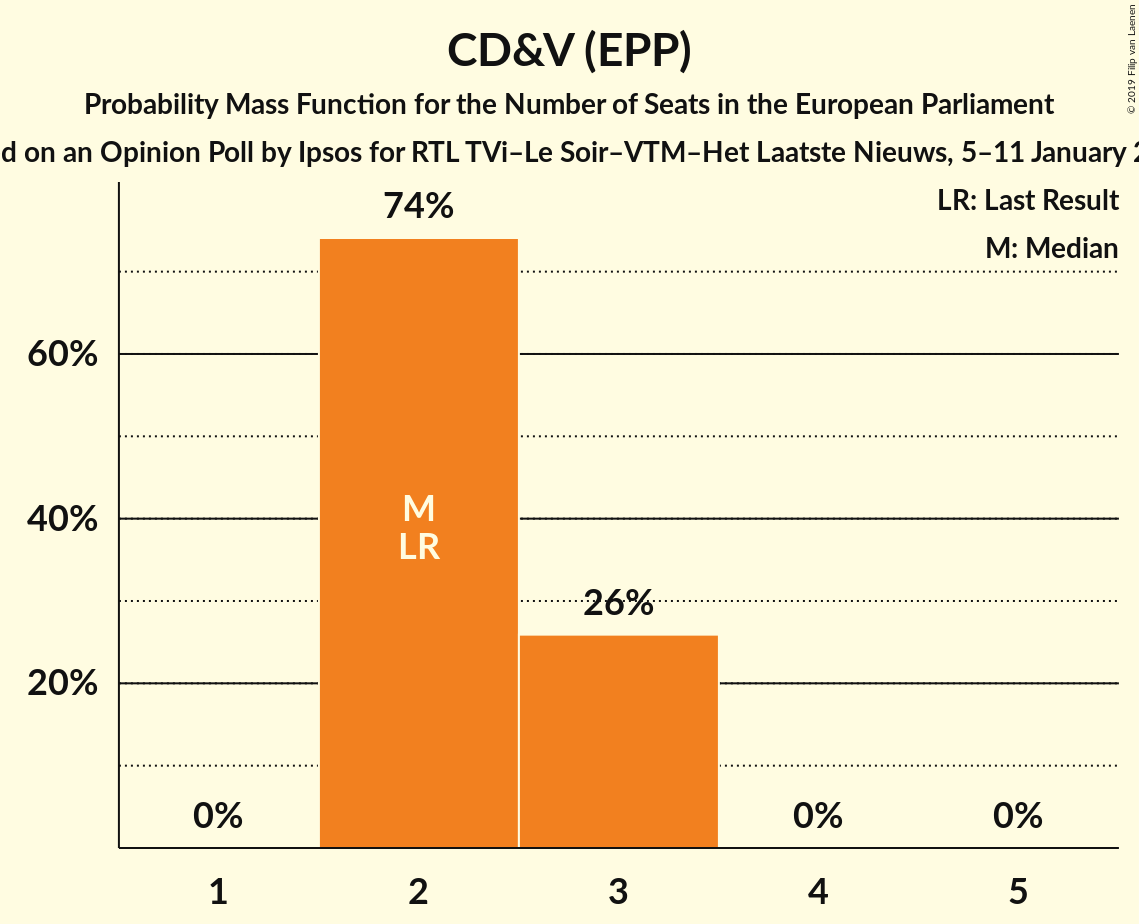 CD&V (EPP)
Probability Mass Function for the Number of Seats in the European Parliament
d on an Opinion Poll by Ipsos for RTL TVi–Le Soir–VTM–Het Laatste Nieuws, 5–11 January 2
© 2019 Filip van Laenen
LR: Last Result
M: Median
74%
60%
40%
20%
M
LR
26%
0%
0%
0%
1 2 3 4 5